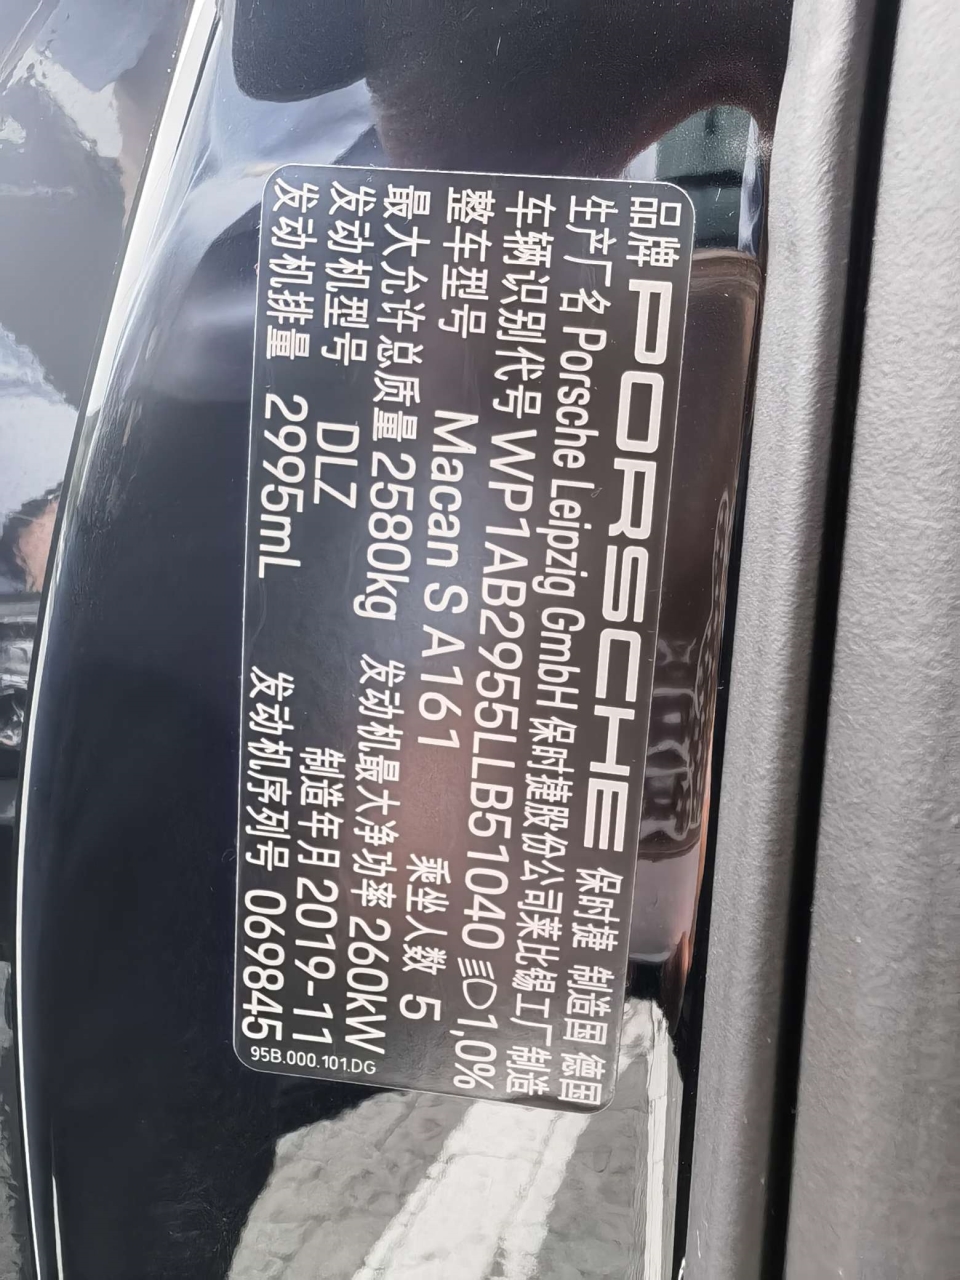 品牌 PORSCHE 保时捷 制造国 德国
生产厂名 Porsche Leipzig GmbH 保时捷股份公司莱比锡工厂 制造
车辆识别代号 WP1AB2955LLB51040 1,0%
整车型号 Macan S A161 乘坐人数 5
最大允许总质量 2580kg 发动机最大净功率 260kW
发动机型号 DLZ 制造年月 2019-11
发动机排量 2995mL 发动机序列号 069845
95B.000.101.DG